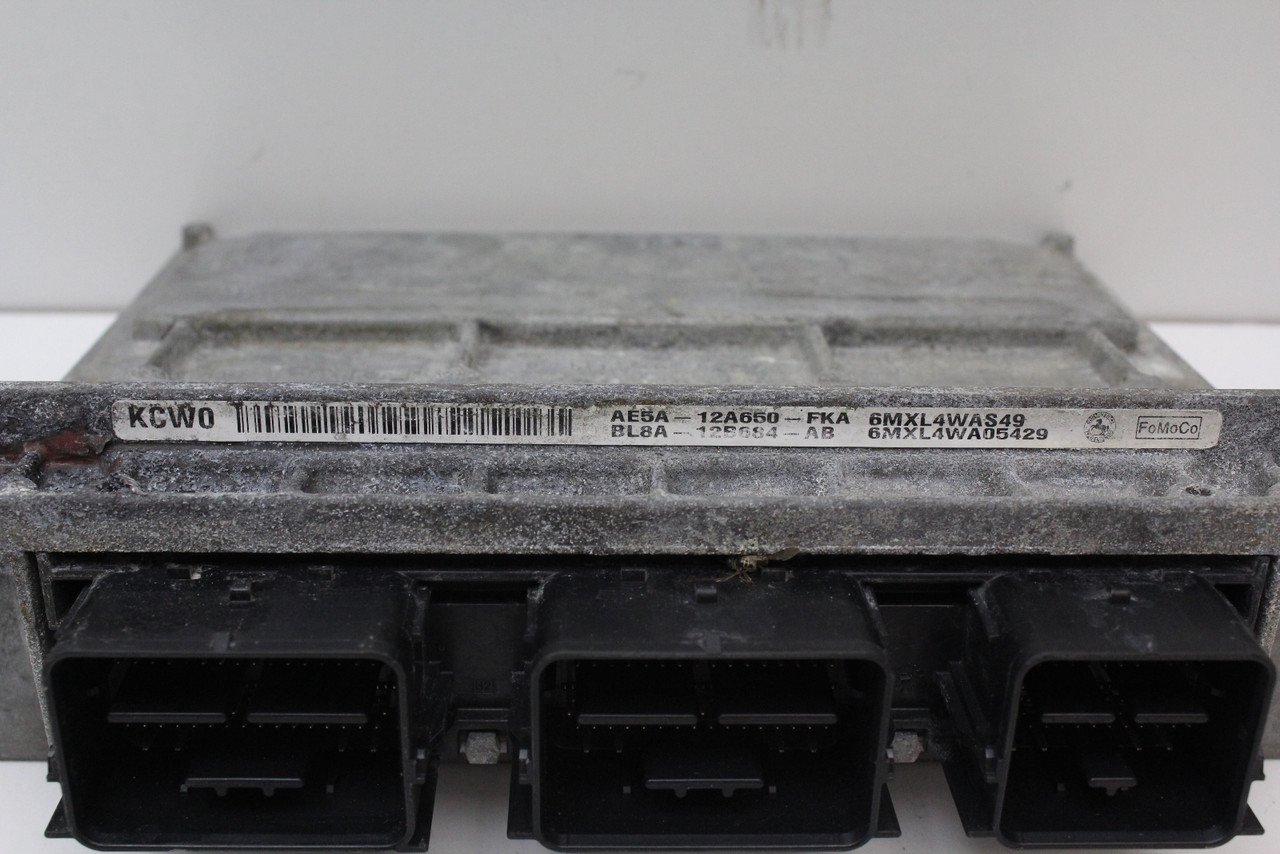 KCW0
AE5A-12A650-FKA 6MXL4WAS49
BL8A-12B684-AB 6MXL4WA05429
FoMoCo